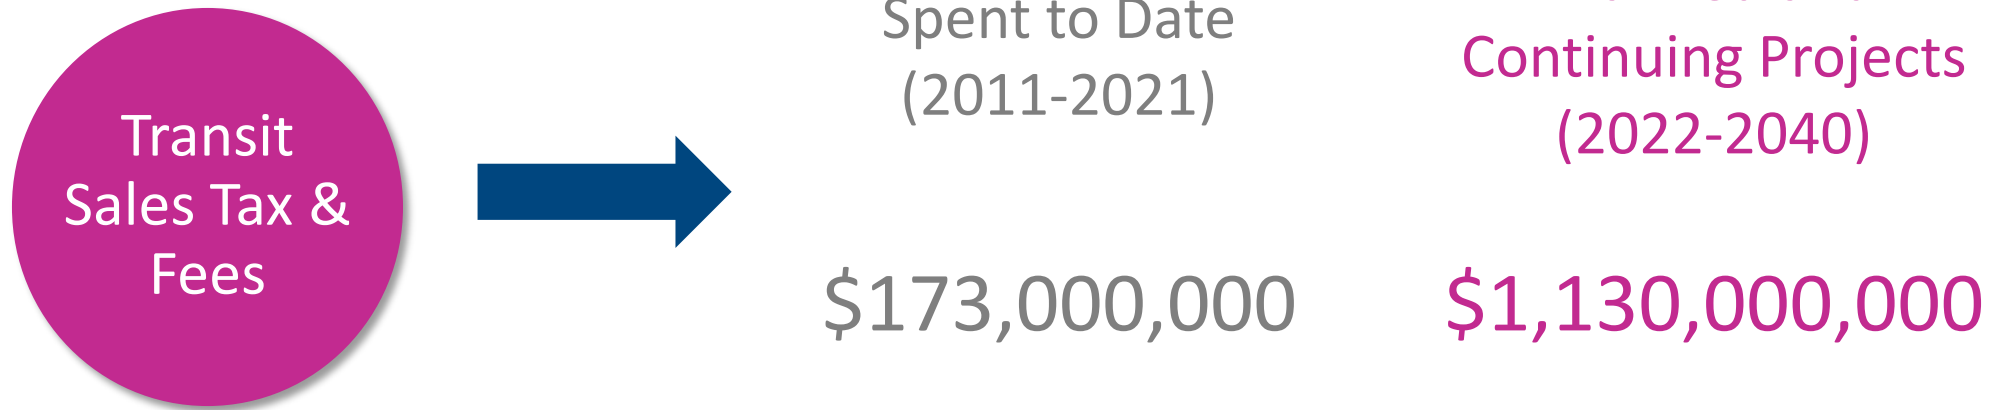 Transit
Sales Tax &
Fees
Spent to Date
(2011-2021)
$173,000,000
Continuing Projects
(2022-2040)
$1,130,000,000